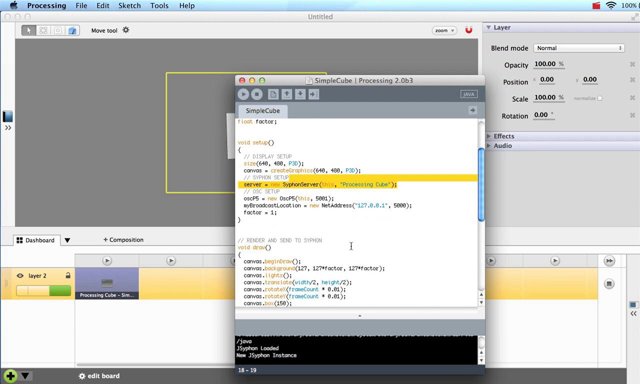 Processing File Edit Sketch Tools Help 100%
Untitled
Move tool
zoom
Layer
Blend mode Normal
Opacity 100.00 %
Position x 0.00 y 0.00
Scale 100.00 % normalize
Rotation 0.00 °
Effects
Audio
SimpleCube | Processing 2.0b3
JAVA
SimpleCube
float factor;
void setup()
{
// DISPLAY SETUP
size(640, 480, P3D);
canvas = createGraphics(640, 480, P3D);
// SYPHON SETUP
server = new SyphonServer(this, "Processing Cube");
// OSC SETUP
oscP5 = new OscP5(this, 5001);
myBroadcastLocation = new NetAddress("127.0.0.1", 5000);
factor = 1;
}
// RENDER AND SEND TO SYPHON
void draw()
{
canvas.beginDraw();
canvas.background(127, 127*factor, 127*factor);
canvas.lights();
canvas.translate(width/2, height/2);
canvas.rotateX(frameCount * 0.01);
canvas.rotateY(frameCount * 0.01);
canvas.box(150);
/java
JSyphon Loaded
New JSyphon Instance
18 - 19
Dashboard
+ Composition
layer 2
Processing Cube - Sim...
edit board